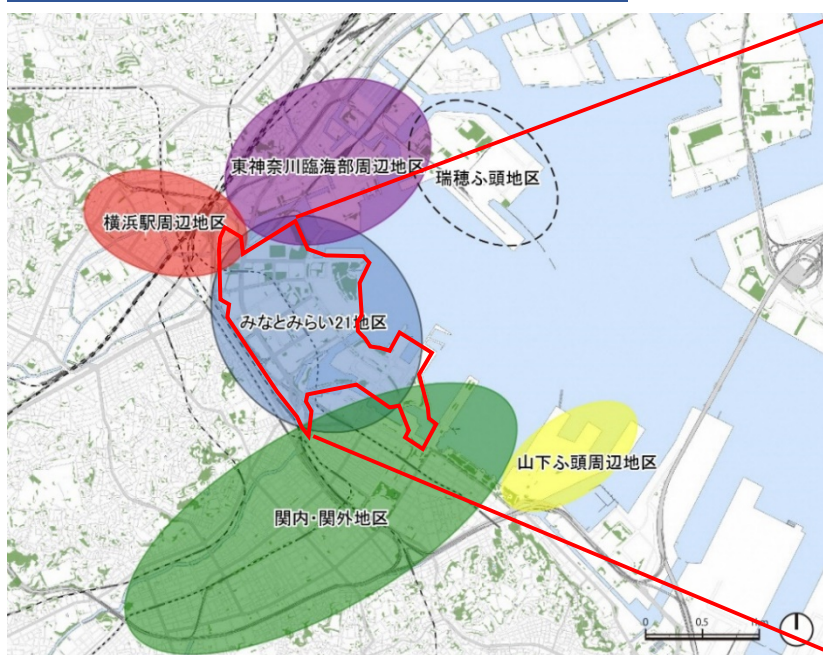 東神奈川臨海部周辺地区
瑞穂ふ頭地区
横浜駅周辺地区
みなとみらい21地区
山下ふ頭周辺地区
関内・関外地区
0 0.5 1km